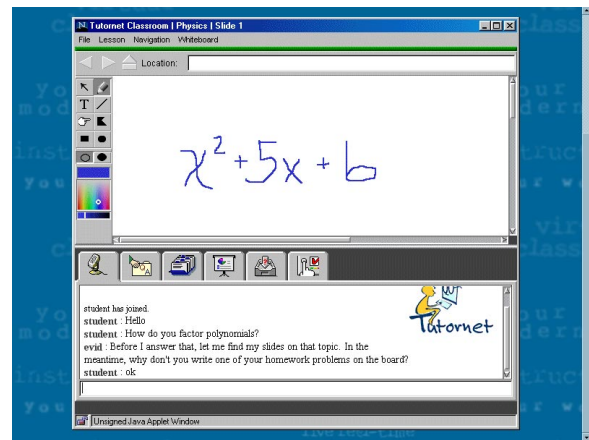 Tutornet Classroom | Physics | Slide 1
File Lesson Navigation Whiteboard
Location:
T
x² + 5x + 6
student has joined.
student : Hello
student : How do you factor polynomials?
evid : Before I answer that, let me find my slides on that topic. In the
meantime, why don't you write one of your homework problems on the board?
student : ok
Tutornet
Unsigned Java Applet Window